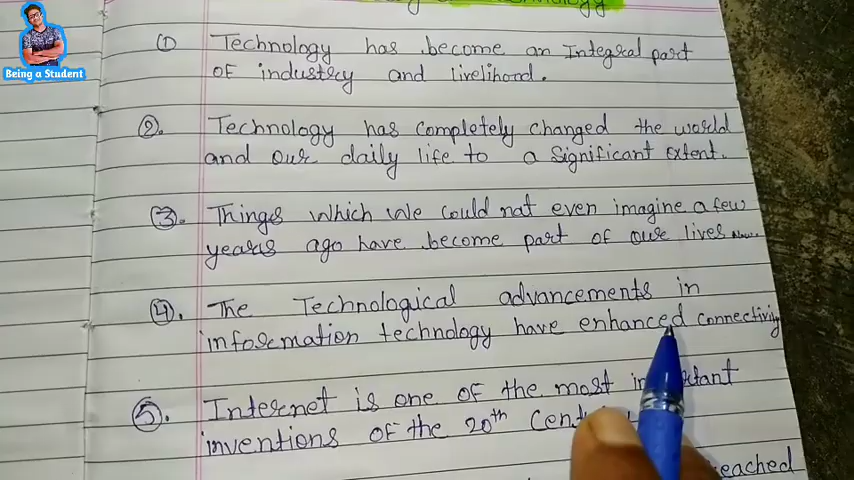 Technology
Being a Student
(1) Technology has become an Integral part
of industry and livelihood.
(2). Technology has completely changed the world
and our daily life to a significant extent.
(3). Things which we could not even imagine a few
years ago have become part of our lives
(4). The Technological advancements in
information technology have enhanced connectivity
(5). Internet is one of the most important
inventions of the 20th
reached